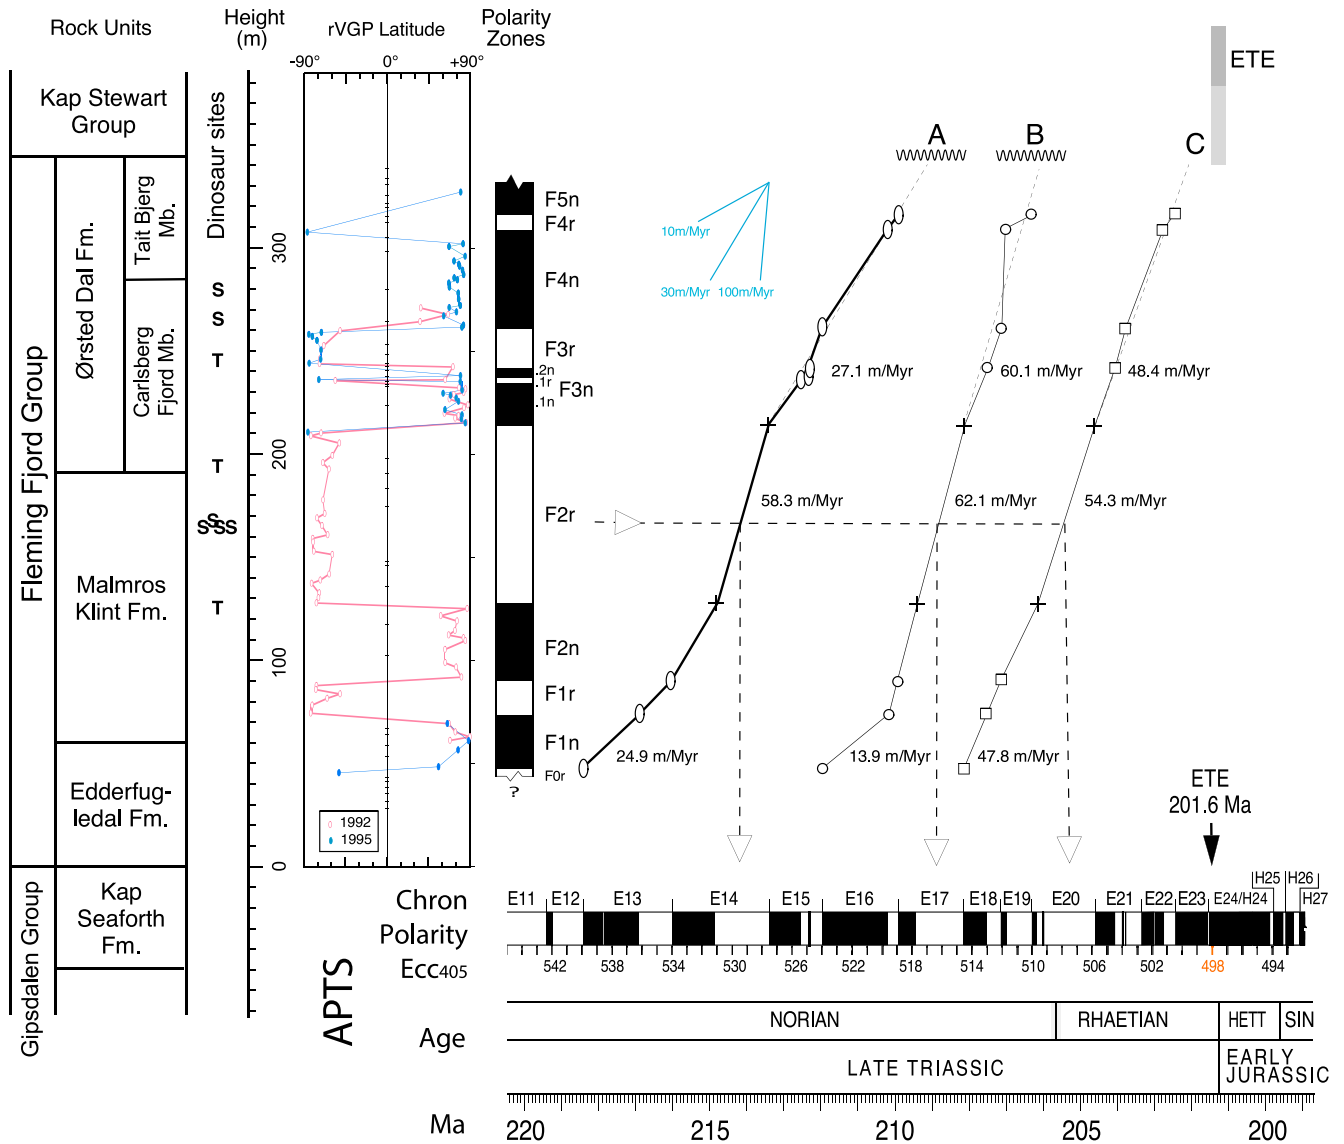 Rock Units
Height
(m)
rVGP Latitude
Polarity
Zones
-90°
0°
+90°
ETE
Kap Stewart
Group
Dinosaur sites
A
B
C
Fleming Fjord Group
Ørsted Dal Fm.
Tait Bjerg
Mb.
Carlsberg
Fjord Mb.
Malmros
Klint Fm.
Edderfug-
ledal Fm.
Gipsdalen Group
Kap
Seaforth
Fm.
S
S
T
T
S
SSSS
T
300
200
100
0
F5n
F4r
F4n
F3r
.2n
.1r
F3n
.1n
F2r
F2n
F1r
F1n
F0r
?
10m/Myr
30m/Myr
100m/Myr
27.1 m/Myr
60.1 m/Myr
48.4 m/Myr
58.3 m/Myr
62.1 m/Myr
54.3 m/Myr
24.9 m/Myr
13.9 m/Myr
47.8 m/Myr
1992
1995
ETE
201.6 Ma
APTS
Chron
E11
E12
E13
E14
E15
E16
E17
E18
E19
E20
E21
E22
E23
E24/H24
H25
H26
H27
Polarity
Ecc405
542
538
534
530
526
522
518
514
510
506
502
498
494
Age
NORIAN
RHAETIAN
HETT
SIN
LATE TRIASSIC
EARLY
JURASSIC
Ma
220
215
210
205
200